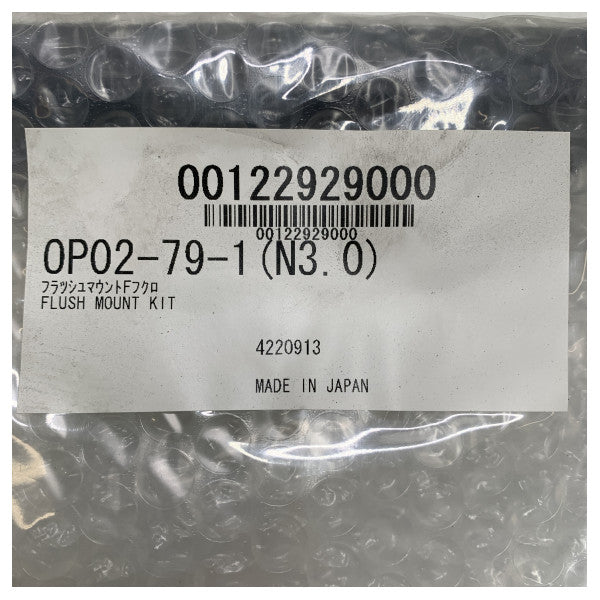 00122929000
00122929000
OP02-79-1(N3.0)
ﾌﾗｯｼｭﾏｳﾝﾄFﾌｸﾛ
FLUSH MOUNT KIT
4220913
MADE IN JAPAN